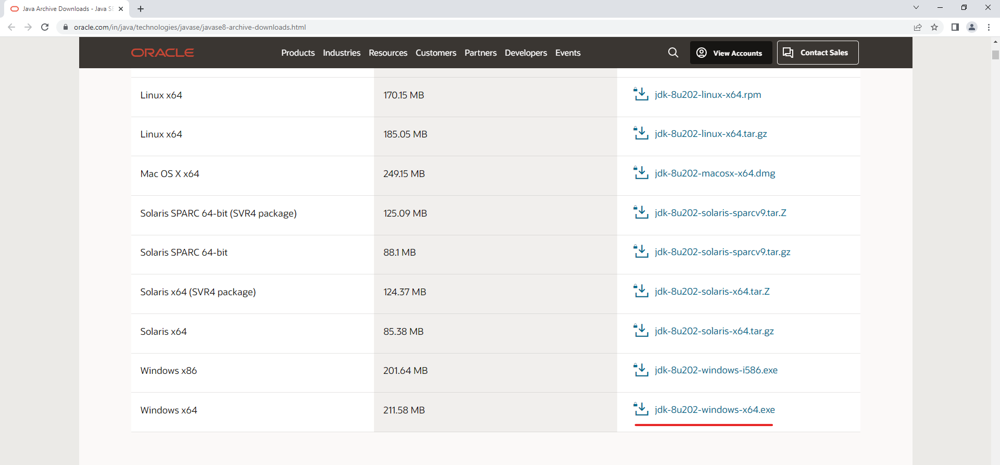 Java Archive Downloads - Java SE
oracle.com/in/java/technologies/javase/javase8-archive-downloads.html
ORACLE
Products
Industries
Resources
Customers
Partners
Developers
Events
View Accounts
Contact Sales
Linux x64
170.15 MB
jdk-8u202-linux-x64.rpm
Linux x64
185.05 MB
jdk-8u202-linux-x64.tar.gz
Mac OS X x64
249.15 MB
jdk-8u202-macosx-x64.dmg
Solaris SPARC 64-bit (SVR4 package)
125.09 MB
jdk-8u202-solaris-sparcv9.tar.Z
Solaris SPARC 64-bit
88.1 MB
jdk-8u202-solaris-sparcv9.tar.gz
Solaris x64 (SVR4 package)
124.37 MB
jdk-8u202-solaris-x64.tar.Z
Solaris x64
85.38 MB
jdk-8u202-solaris-x64.tar.gz
Windows x86
201.64 MB
jdk-8u202-windows-i586.exe
Windows x64
211.58 MB
jdk-8u202-windows-x64.exe